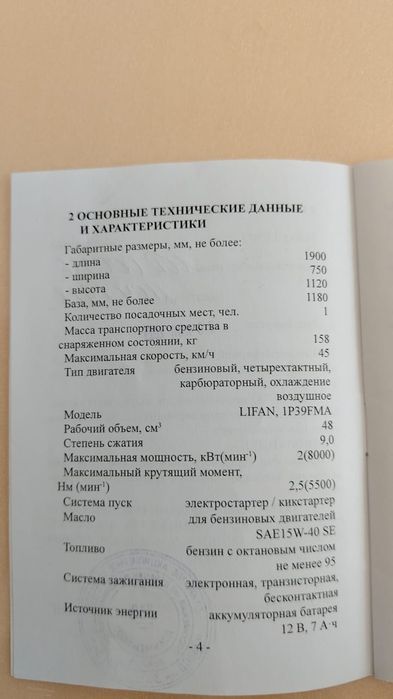 2 ОСНОВНЫЕ ТЕХНИЧЕСКИЕ ДАННЫЕ
И ХАРАКТЕРИСТИКИ
Габаритные размеры, мм, не более:
- длина 1900
- ширина 750
- высота 1120
База, мм, не более 1180
Количество посадочных мест, чел. 1
Масса транспортного средства в
снаряженном состоянии, кг 158
Максимальная скорость, км/ч 45
Тип двигателя бензиновый, четырехтактный,
карбюраторный, охлаждение
воздушное
Модель LIFAN, 1P39FMA
Рабочий объем, см³ 48
Степень сжатия 9,0
Максимальная мощность, кВт(мин⁻¹) 2(8000)
Максимальный крутящий момент,
Нм (мин⁻¹) 2,5(5500)
Система пуск электростартер / кикстартер
Масло для бензиновых двигателей
SAE15W-40 SE
Топливо бензин с октановым числом
не менее 95
Система зажигания электронная, транзисторная,
бесконтактная
Источник энергии аккумуляторная батарея
12 В, 7 А·ч
- 4 -